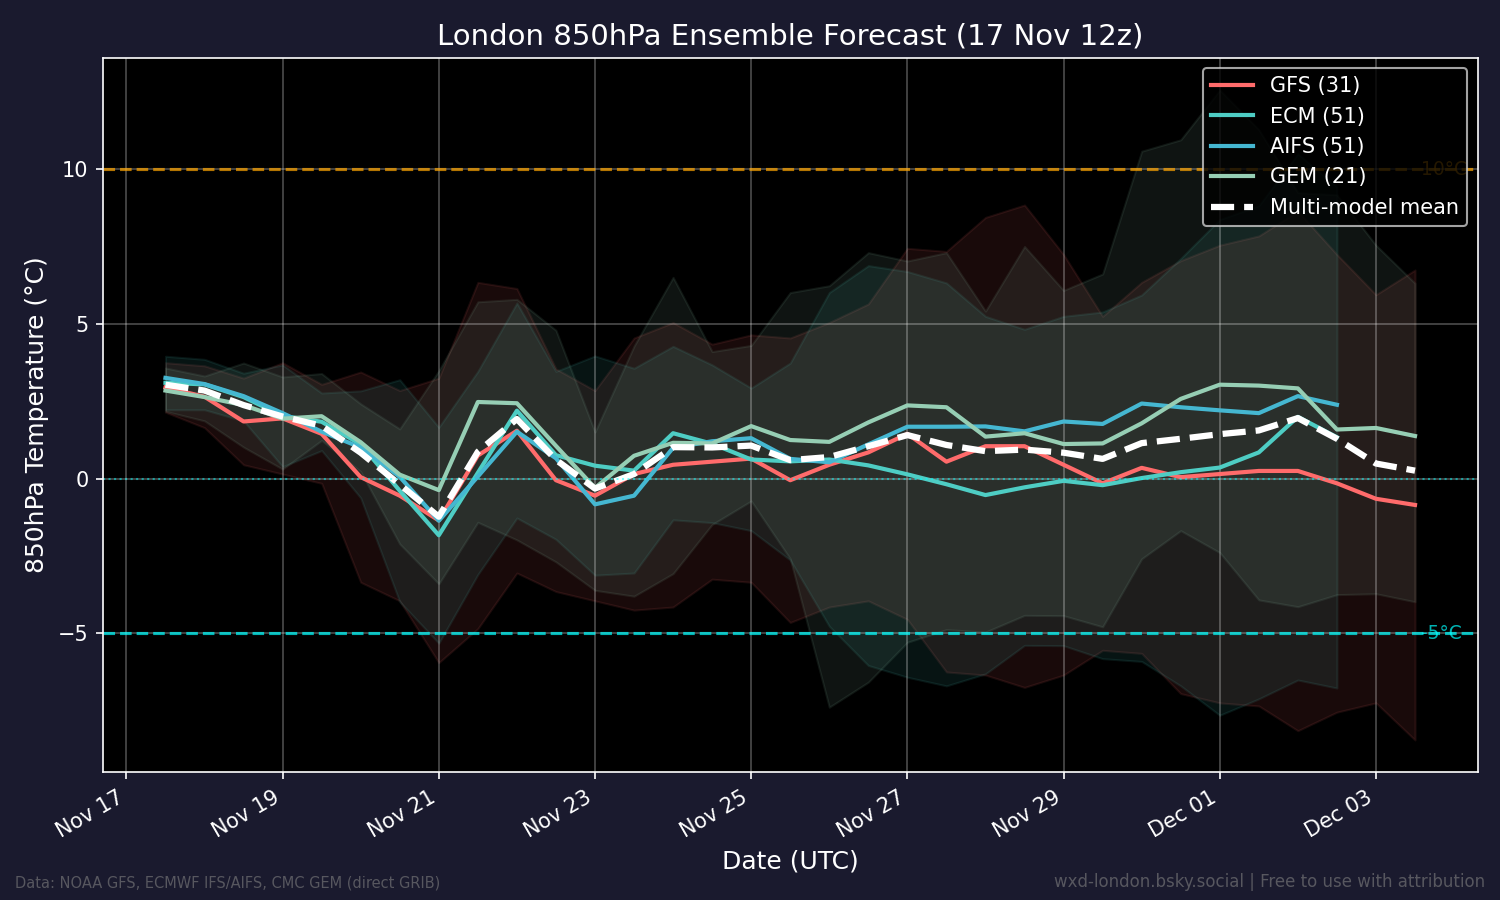 London 850hPa Ensemble Forecast (17 Nov 12z)
GFS (31)
ECM (51)
AIFS (51)
GEM (21)
Multi-model mean
10°C
-5°C
10
5
0
−5
850hPa Temperature (°C)
Nov 17
Nov 19
Nov 21
Nov 23
Nov 25
Nov 27
Nov 29
Dec 01
Dec 03
Date (UTC)
Data: NOAA GFS, ECMWF IFS/AIFS, CMC GEM (direct GRIB)
wxd-london.bsky.social | Free to use with attribution